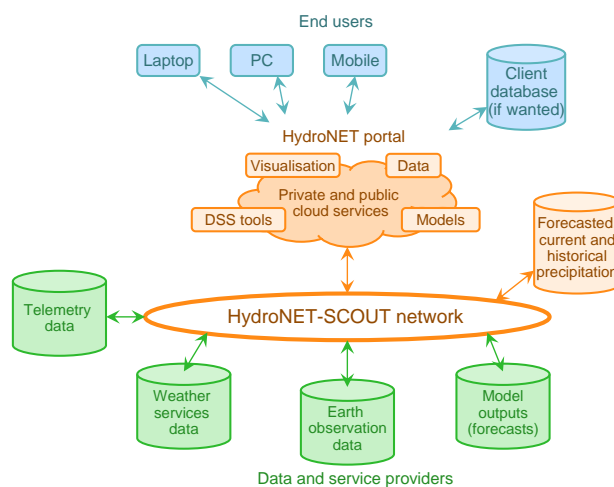 End users
Laptop
PC
Mobile
Client
database
(if wanted)
HydroNET portal
Visualisation
Data
Private and public
cloud services
DSS tools
Models
Forecasted,
current and
historical
precipitation
Telemetry
data
HydroNET-SCOUT network
Weather
services
data
Earth
observation
data
Model
outputs
(forecasts)
Data and service providers